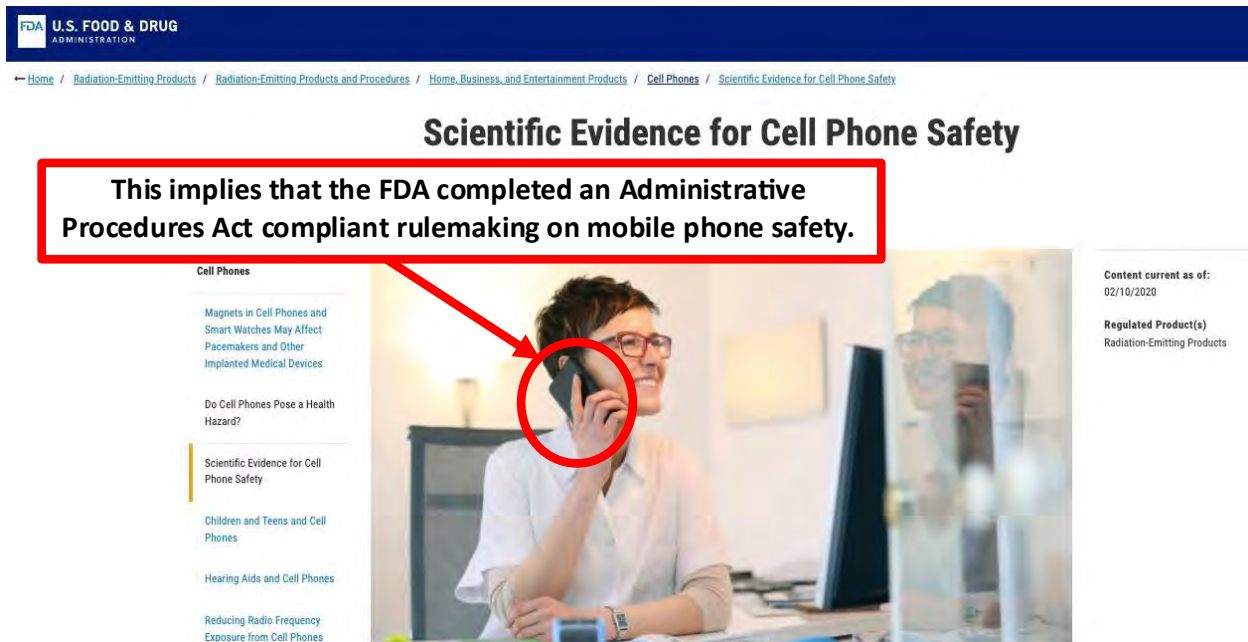 FDA U.S. FOOD & DRUG
ADMINISTRATION
← Home / Radiation-Emitting Products / Radiation-Emitting Products and Procedures / Home, Business, and Entertainment Products / Cell Phones / Scientific Evidence for Cell Phone Safety
Scientific Evidence for Cell Phone Safety
This implies that the FDA completed an Administrative
Procedures Act compliant rulemaking on mobile phone safety.
Cell Phones
Magnets in Cell Phones and
Smart Watches May Affect
Pacemakers and Other
Implanted Medical Devices
Do Cell Phones Pose a Health
Hazard?
Scientific Evidence for Cell
Phone Safety
Children and Teens and Cell
Phones
Hearing Aids and Cell Phones
Reducing Radio Frequency
Exposure from Cell Phones
Content current as of:
02/10/2020
Regulated Product(s)
Radiation-Emitting Products